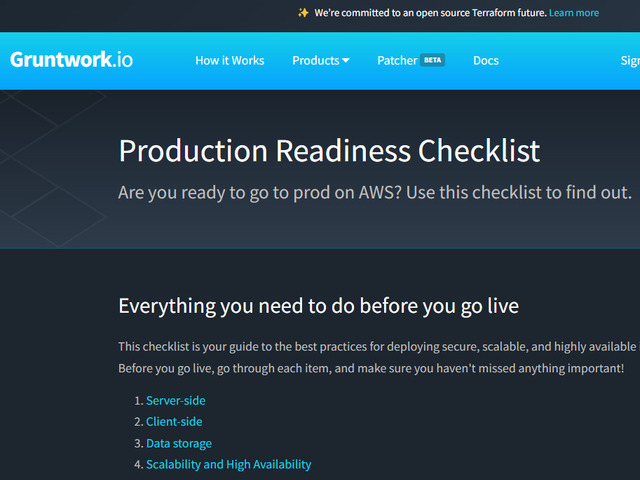 ✨ We're committed to an open source Terraform future. Learn more
Gruntwork.io
How it Works
Products
Patcher BETA
Docs
Production Readiness Checklist
Are you ready to go to prod on AWS? Use this checklist to find out.
Everything you need to do before you go live
This checklist is your guide to the best practices for deploying secure, scalable, and highly available
Before you go live, go through each item, and make sure you haven't missed anything important!
1. Server-side
2. Client-side
3. Data storage
4. Scalability and High Availability